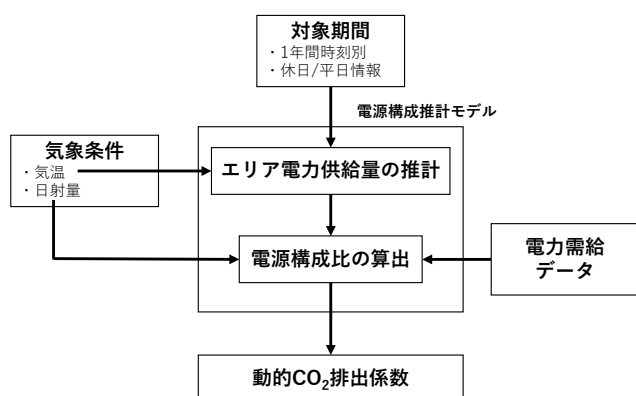 対象期間
・1年間時刻別
・休日/平日情報
電源構成推計モデル
気象条件
・気温
・日射量
エリア電力供給量の推計
電源構成比の算出
電力需給
データ
動的CO₂排出係数